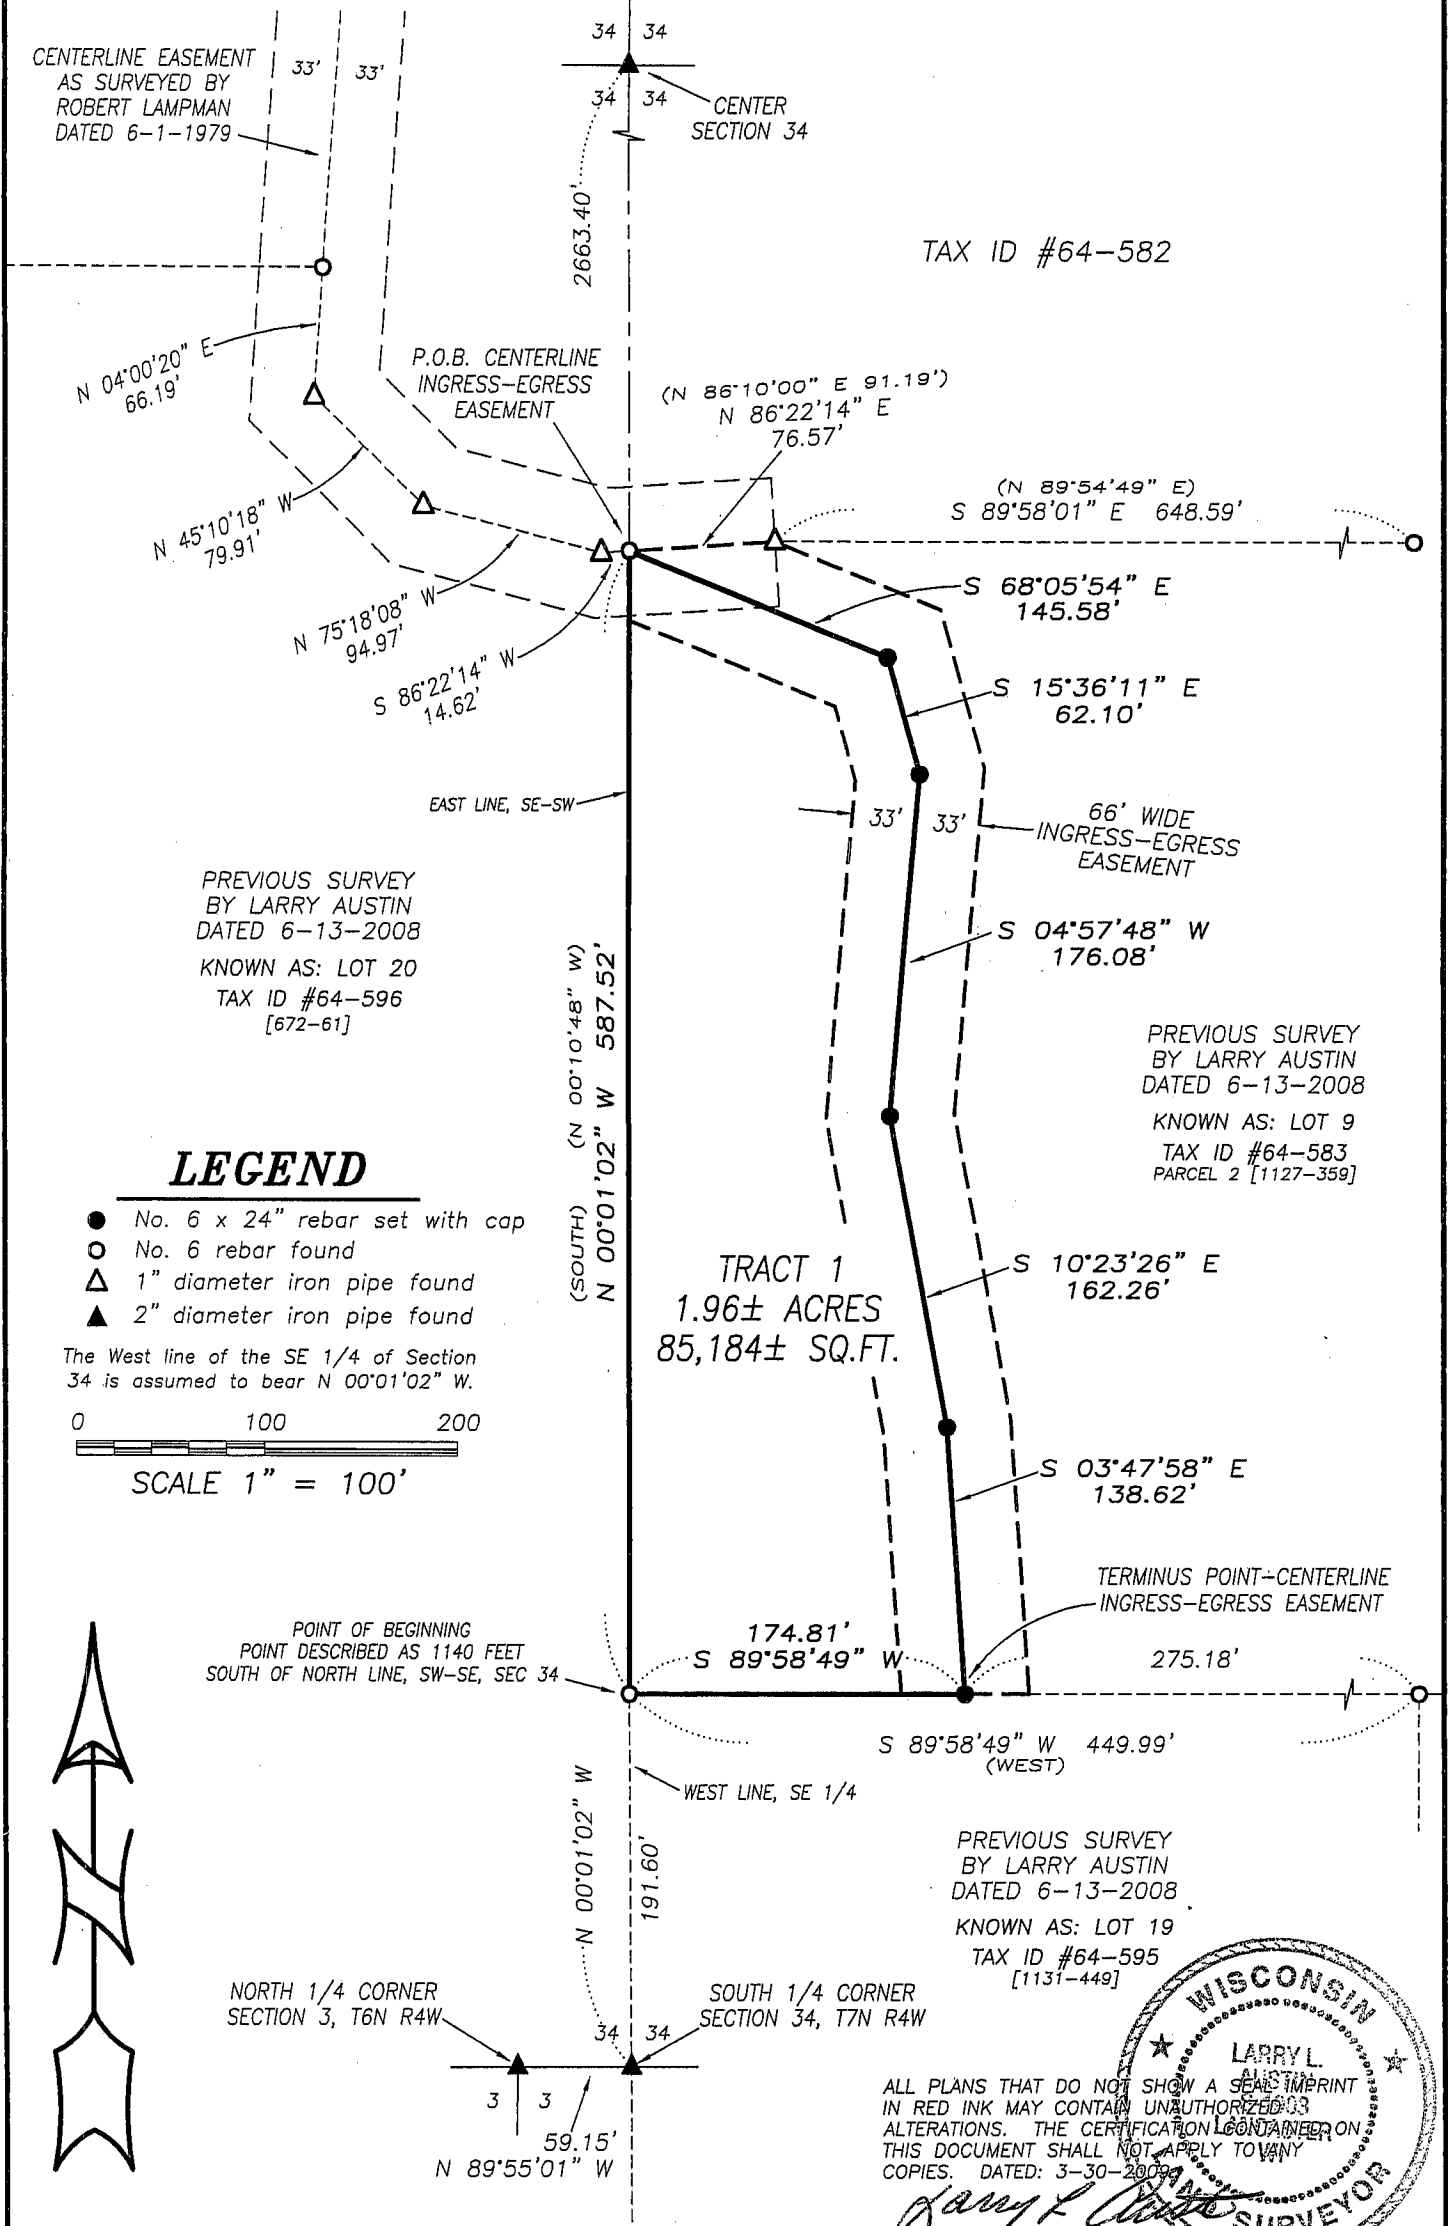 34 34
34 34
CENTER
SECTION 34
CENTERLINE EASEMENT
AS SURVEYED BY
ROBERT LAMPMAN
DATED 6-1-1979
33' 33'
2663.40'
TAX ID #64-582
N 04°00'20" E
66.19'
P.O.B. CENTERLINE
INGRESS-EGRESS
EASEMENT
(N 86°10'00" E 91.19')
N 86°22'14" E
76.57'
(N 89°54'49" E)
S 89°58'01" E 648.59'
N 45°10'18" W
79.91'
N 75°18'08" W
94.97'
S 86°22'14" W
14.62'
S 68°05'54" E
145.58'
S 15°36'11" E
62.10'
EAST LINE, SE-SW
33' 33'
66' WIDE
INGRESS-EGRESS
EASEMENT
PREVIOUS SURVEY
BY LARRY AUSTIN
DATED 6-13-2008
KNOWN AS: LOT 20
TAX ID #64-596
[672-61]
S 04°57'48" W
176.08'
(SOUTH) (N 00°10'48" W)
N 00°01'02" W 587.52'
PREVIOUS SURVEY
BY LARRY AUSTIN
DATED 6-13-2008
KNOWN AS: LOT 9
TAX ID #64-583
PARCEL 2 [1127-359]
LEGEND
No. 6 x 24" rebar set with cap
No. 6 rebar found
1" diameter iron pipe found
2" diameter iron pipe found
The West line of the SE 1/4 of Section
34 is assumed to bear N 00°01'02" W.
0 100 200
SCALE 1" = 100'
TRACT 1
1.96± ACRES
85,184± SQ.FT.
S 10°23'26" E
162.26'
S 03°47'58" E
138.62'
TERMINUS POINT-CENTERLINE
INGRESS-EGRESS EASEMENT
POINT OF BEGINNING
POINT DESCRIBED AS 1140 FEET
SOUTH OF NORTH LINE, SW-SE, SEC 34
174.81'
S 89°58'49" W
275.18'
S 89°58'49" W 449.99'
(WEST)
WEST LINE, SE 1/4
N 00°01'02" W
191.60'
PREVIOUS SURVEY
BY LARRY AUSTIN
DATED 6-13-2008
KNOWN AS: LOT 19
TAX ID #64-595
[1131-449]
NORTH 1/4 CORNER
SECTION 3, T6N R4W
SOUTH 1/4 CORNER
SECTION 34, T7N R4W
34 34
3 3
59.15'
N 89°55'01" W
ALL PLANS THAT DO NOT SHOW A SEAL IMPRINT
IN RED INK MAY CONTAIN UNAUTHORIZED
ALTERATIONS. THE CERTIFICATION CONTAINED ON
THIS DOCUMENT SHALL NOT APPLY TO ANY
COPIES. DATED: 3-30-2009
WISCONSIN
LARRY L.
AUSTIN
WI
LAND SURVEYOR
Larry L Austin